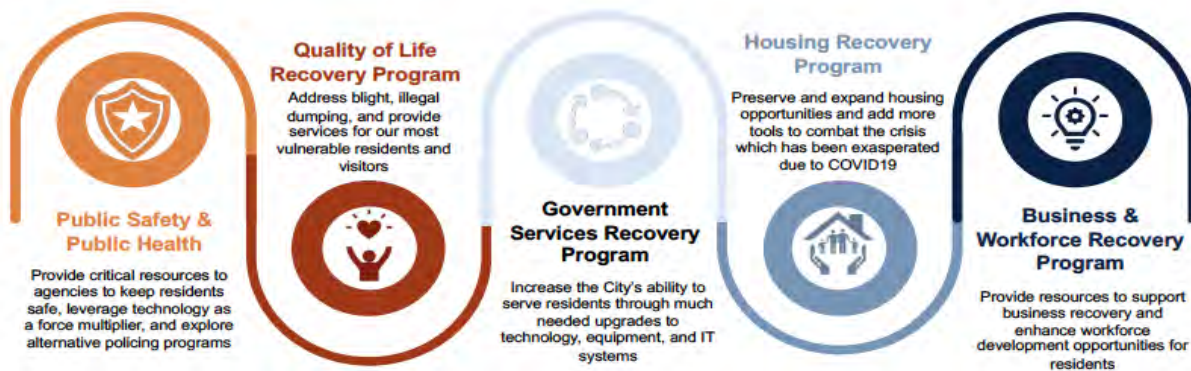 Public Safety &
Public Health
Provide critical resources to
agencies to keep residents
safe, leverage technology as
a force multiplier, and explore
alternative policing programs
Quality of Life
Recovery Program
Address blight, illegal
dumping, and provide
services for our most
vulnerable residents and
visitors
Government
Services Recovery
Program
Increase the City's ability to
serve residents through much
needed upgrades to
technology, equipment, and IT
systems
Housing Recovery
Program
Preserve and expand housing
opportunities and add more
tools to combat the crisis
which has been exasperated
due to COVID19
Business &
Workforce Recovery
Program
Provide resources to support
business recovery and
enhance workforce
development opportunities for
residents